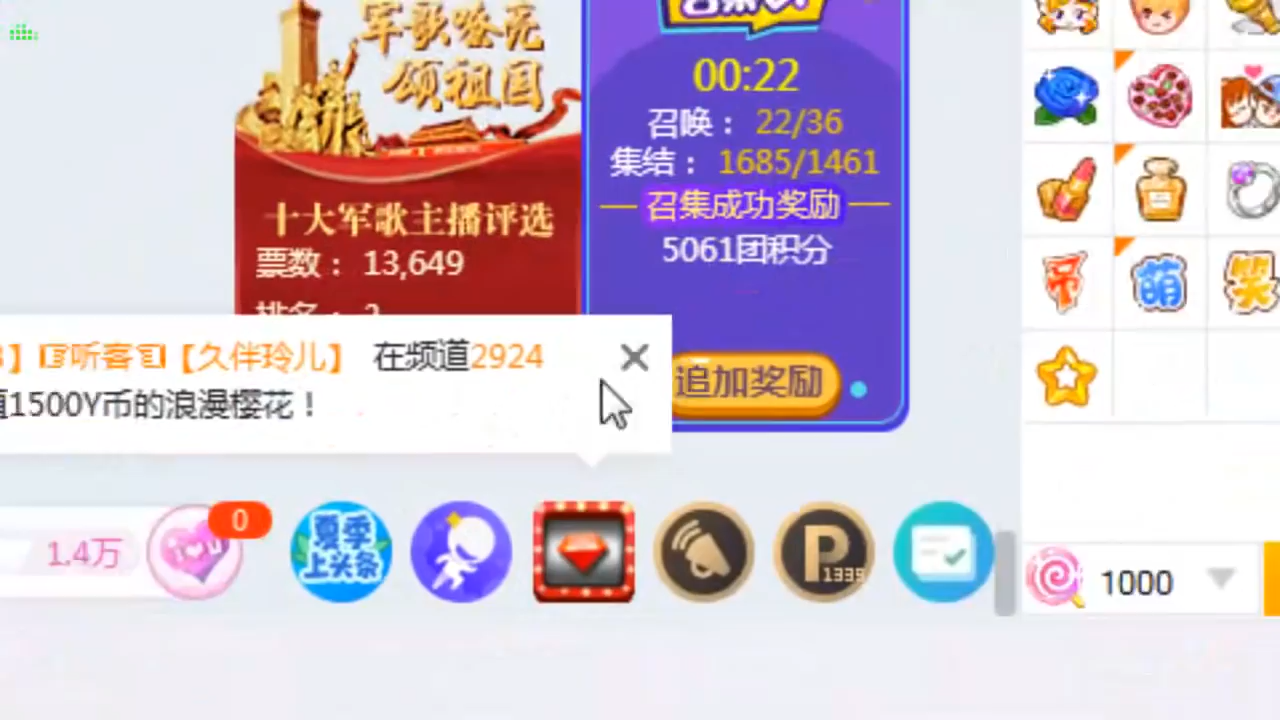 军歌嘹亮
颂祖国
十大军歌主播评选
票数： 13,649
00:22
召唤： 22/36
集结： 1685/1461
召集成功奖励
5061团积分
追加奖励
】☞听客☜【久伴玲儿】 在频道2924
1500Y币的浪漫樱花！
吊
萌
笑
1.4万
0
I ♥ U
夏季
上头条
P
1339
1000